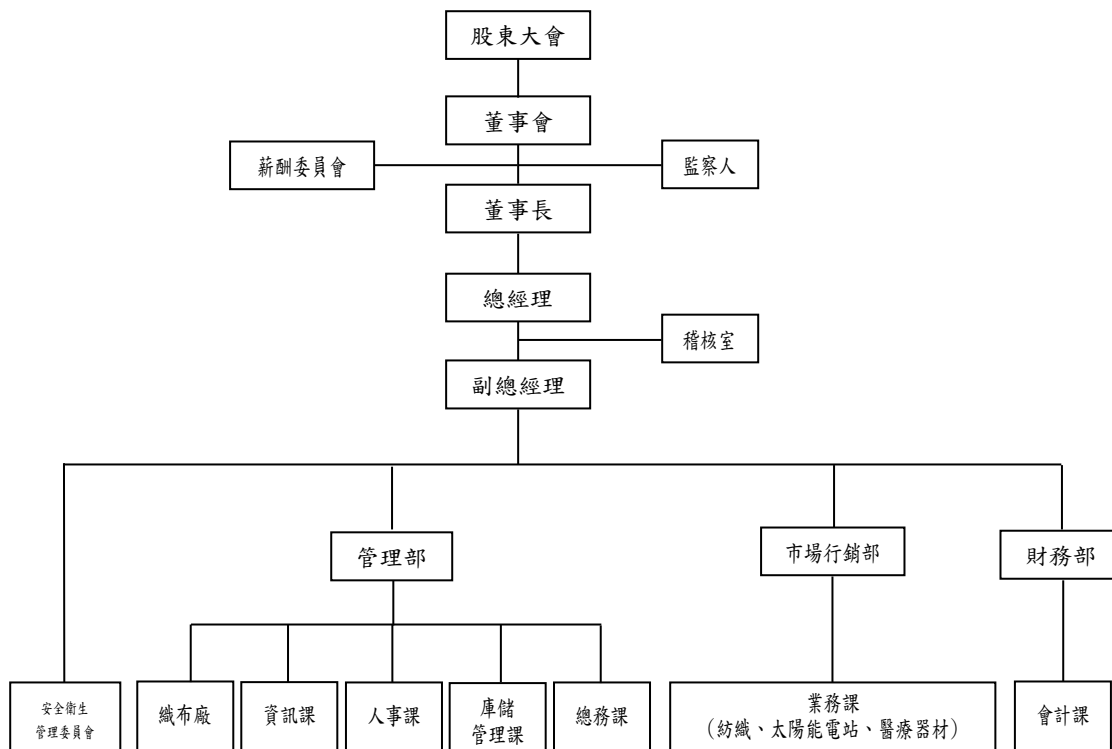 股東大會
董事會
薪酬委員會
監察人
董事長
總經理
稽核室
副總經理
管理部
市場行銷部
財務部
安全衛生
管理委員會
織布廠
資訊課
人事課
庫儲
管理課
總務課
業務課
(紡織、太陽能電站、醫療器材)
會計課